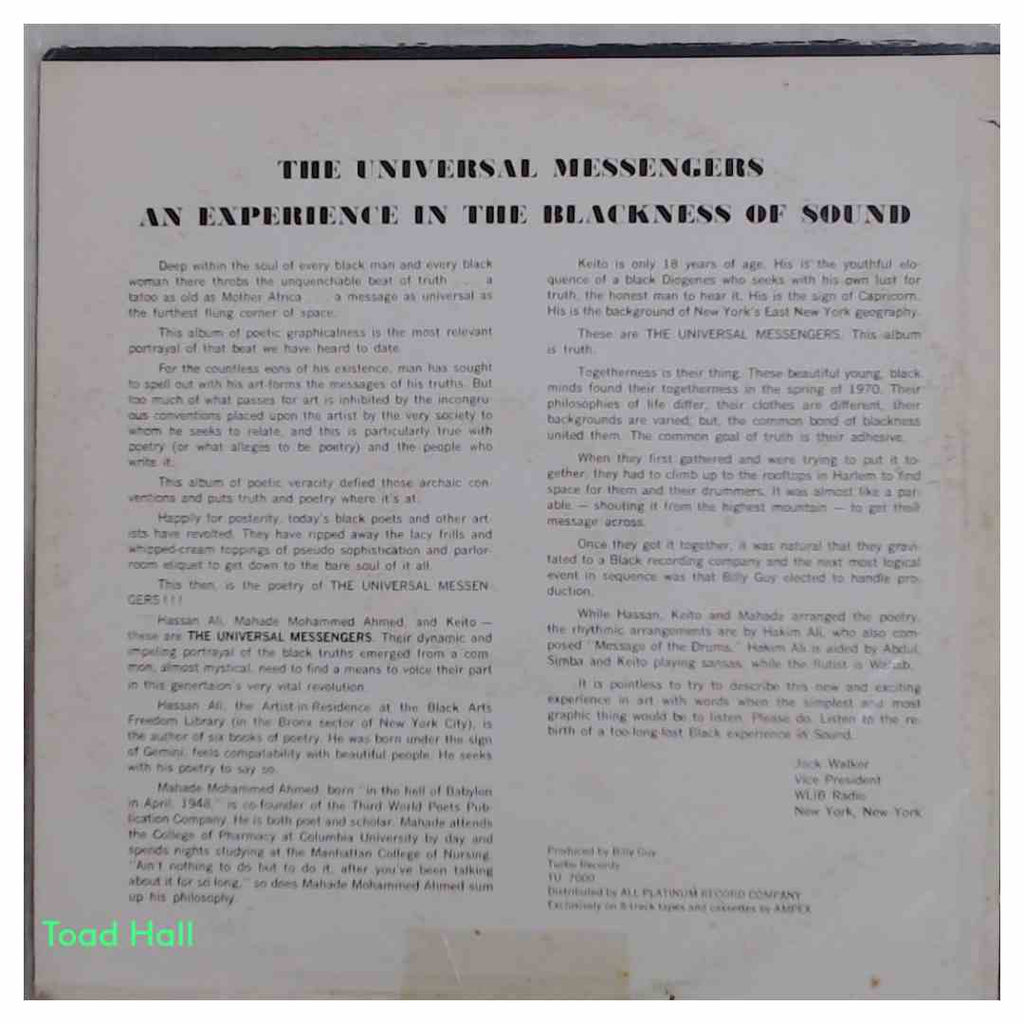 THE UNIVERSAL MESSENGERS
AN EXPERIENCE IN THE BLACKNESS OF SOUND
Deep within the soul of every black man and every black
woman there throbs the unquenchable beat of truth . . . a
tatoo as old as Mother Africa . . . a message as universal as
the furthest flung corner of space.
This album of poetic graphicalness is the most relevant
portrayal of that beat we have heard to date.
For the countless eons of his existence, man has sought
to spell out with his art-forms the messages of his truths. But
too much of what passes for art is inhibited by the incongru-
ous conventions placed upon the artist by the very society to
whom he seeks to relate, and this is particularly true with
poetry (or what alleges to be poetry) and the people who
write it.
This album of poetic veracity defied those archaic con-
ventions and puts truth and poetry where it's at.
Happily for posterity, today's black poets and other art-
ists have revolted. They have ripped away the lacy frills and
whipped-cream toppings of pseudo sophistication and parlor-
room etiquet to get down to the bare soul of it all.
This then, is the poetry of THE UNIVERSAL MESSEN-
GERS!!!
Hassan Ali, Mahade Mohammed Ahmed, and Keito —
these are THE UNIVERSAL MESSENGERS. Their dynamic and
impeling portrayal of the black truths emerged from a com-
mon, almost mystical, need to find a means to voice their part
in this genertaion's very vital revolution.
Hassan Ali, the Artist-in-Residence at the Black Arts
Freedom Library (in the Bronx sector of New York City), is
the author of six books of poetry. He was born under the sign
of Gemini, feels compatability with beautiful people. He seeks
with his poetry to say so.
Mahade Mohammed Ahmed, born "in the hell of Babylon
in April, 1948," is co-founder of the Third World Poets Pub-
lication Company. He is both poet and scholar. Mahade attends
the College of Pharmacy at Columbia University by day and
spends nights studying at the Manhattan College of Nursing.
"Ain't nothing to do but to do it, after you've been talking
about it for so long," so does Mahade Mohammed Ahmed sum
up his philosophy.
Keito is only 18 years of age. His is the youthful elo-
quence of a black Diogenes who seeks with his own lust for
truth, the honest man to hear it. His is the sign of Capricorn.
His is the background of New York's East New York geography.
These are THE UNIVERSAL MESSENGERS. This album
is truth.
Togetherness is their thing. These beautiful young, black
minds found their togetherness in the spring of 1970. Their
philosophies of life differ, their clothes are different, their
backgrounds are varied, but, the common bond of blackness
united them. The common goal of truth is their adhesive.
When they first gathered and were trying to put it to-
gether, they had to climb up to the rooftops in Harlem to find
space for them and their drummers. It was almost like a par-
able — shouting it from the highest mountain — to get their
message across.
Once they got it together, it was natural that they gravi-
tated to a Black recording company and the next most logical
event in sequence was that Billy Guy elected to handle pro-
duction.
While Hassan, Keito and Mahade arranged the poetry,
the rhythmic arrangements are by Hakim Ali, who also com-
posed "Message of the Drums." Hakim Ali is aided by Abdul,
Simba and Keito playing sansas, while the flutist is Wahab.
It is pointless to try to describe this new and exciting
experience in art with words when the simplest and most
graphic thing would be to listen. Please do. Listen to the re-
birth of a too-long-lost Black experience in Sound.
Jack Walker
Vice President
WLIB Radio
New York, New York
Produced by Billy Guy
Turbo Records
TU 7000
Distributed by ALL PLATINUM RECORD COMPANY
Exclusively on 8-track tapes and cassettes by AMPEX
Toad Hall